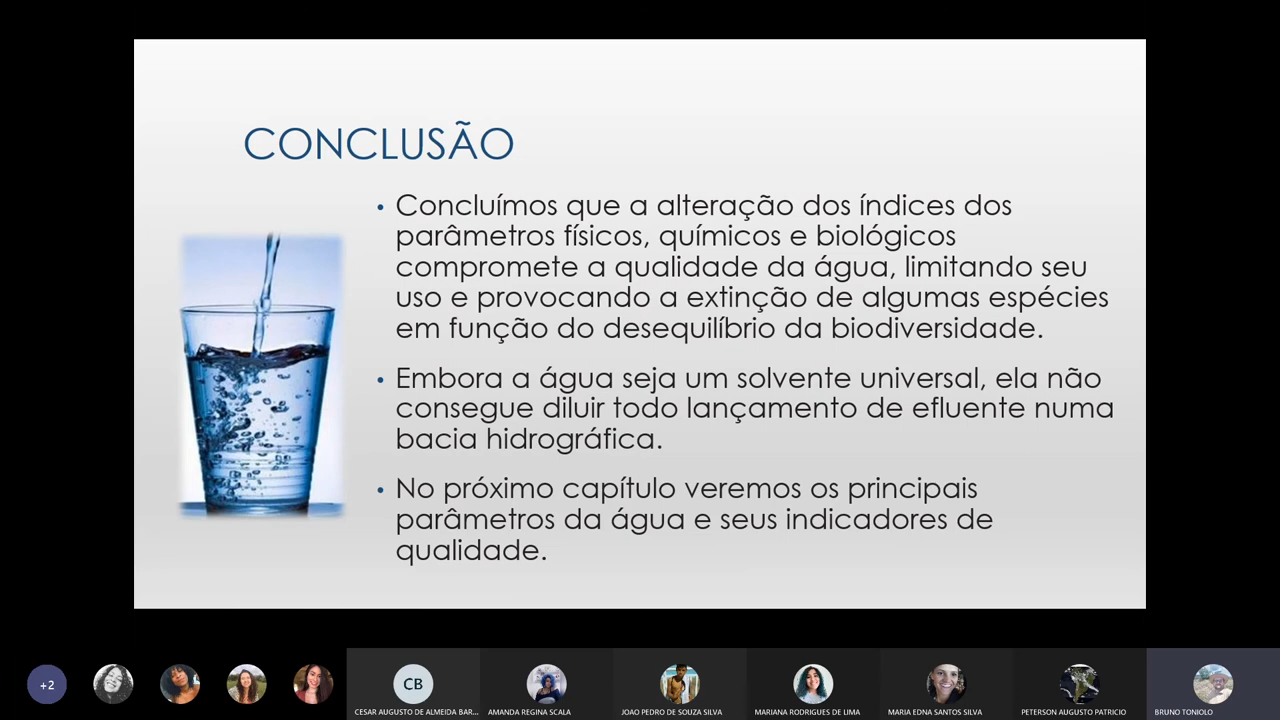 CONCLUSÃO
• Concluímos que a alteração dos índices dos
parâmetros físicos, químicos e biológicos
compromete a qualidade da água, limitando seu
uso e provocando a extinção de algumas espécies
em função do desequilíbrio da biodiversidade.
• Embora a água seja um solvente universal, ela não
consegue diluir todo lançamento de efluente numa
bacia hidrográfica.
• No próximo capítulo veremos os principais
parâmetros da água e seus indicadores de
qualidade.
+2
CB
CESAR AUGUSTO DE ALMEIDA BAR...
AMANDA REGINA SCALA
JOAO PEDRO DE SOUZA SILVA
MARIANA RODRIGUES DE LIMA
MARIA EDNA SANTOS SILVA
PETERSON AUGUSTO PATRICIO
BRUNO TONIOLO